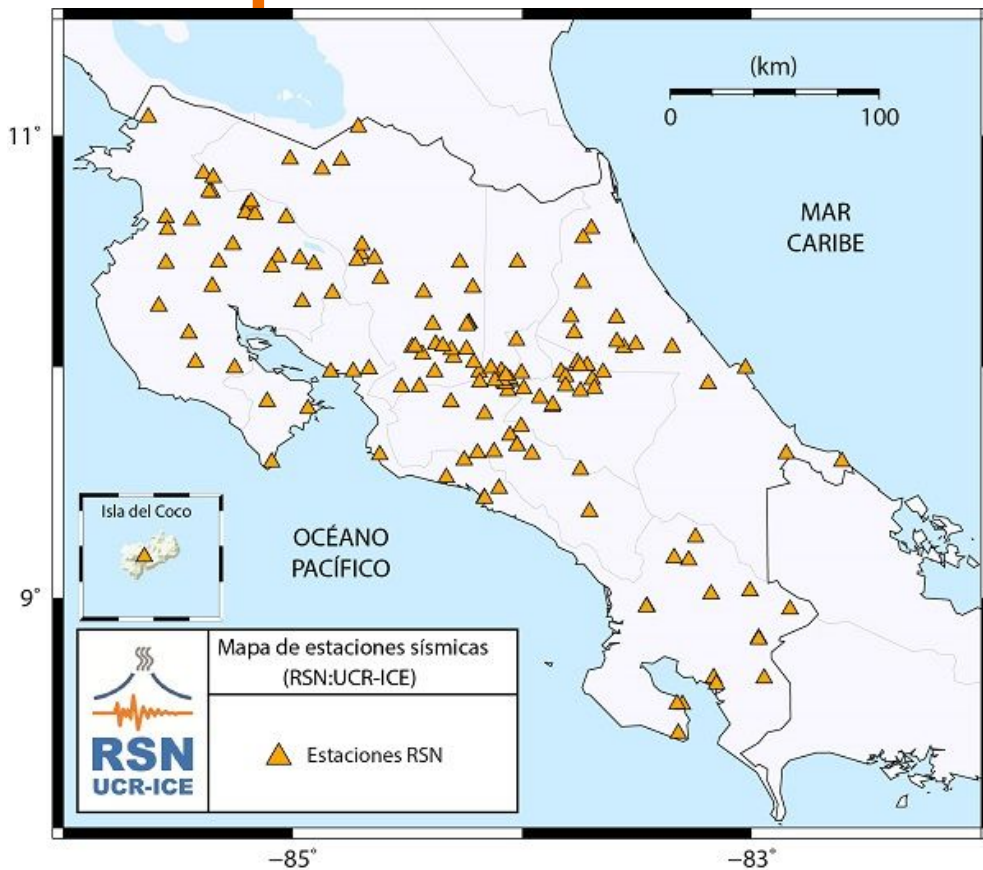 (km)
0 100
11°
MAR
CARIBE
Isla del Coco
OCÉANO
PACÍFICO
9°
Mapa de estaciones sísmicas
(RSN:UCR-ICE)
RSN
UCR-ICE
Estaciones RSN
−85° −83°